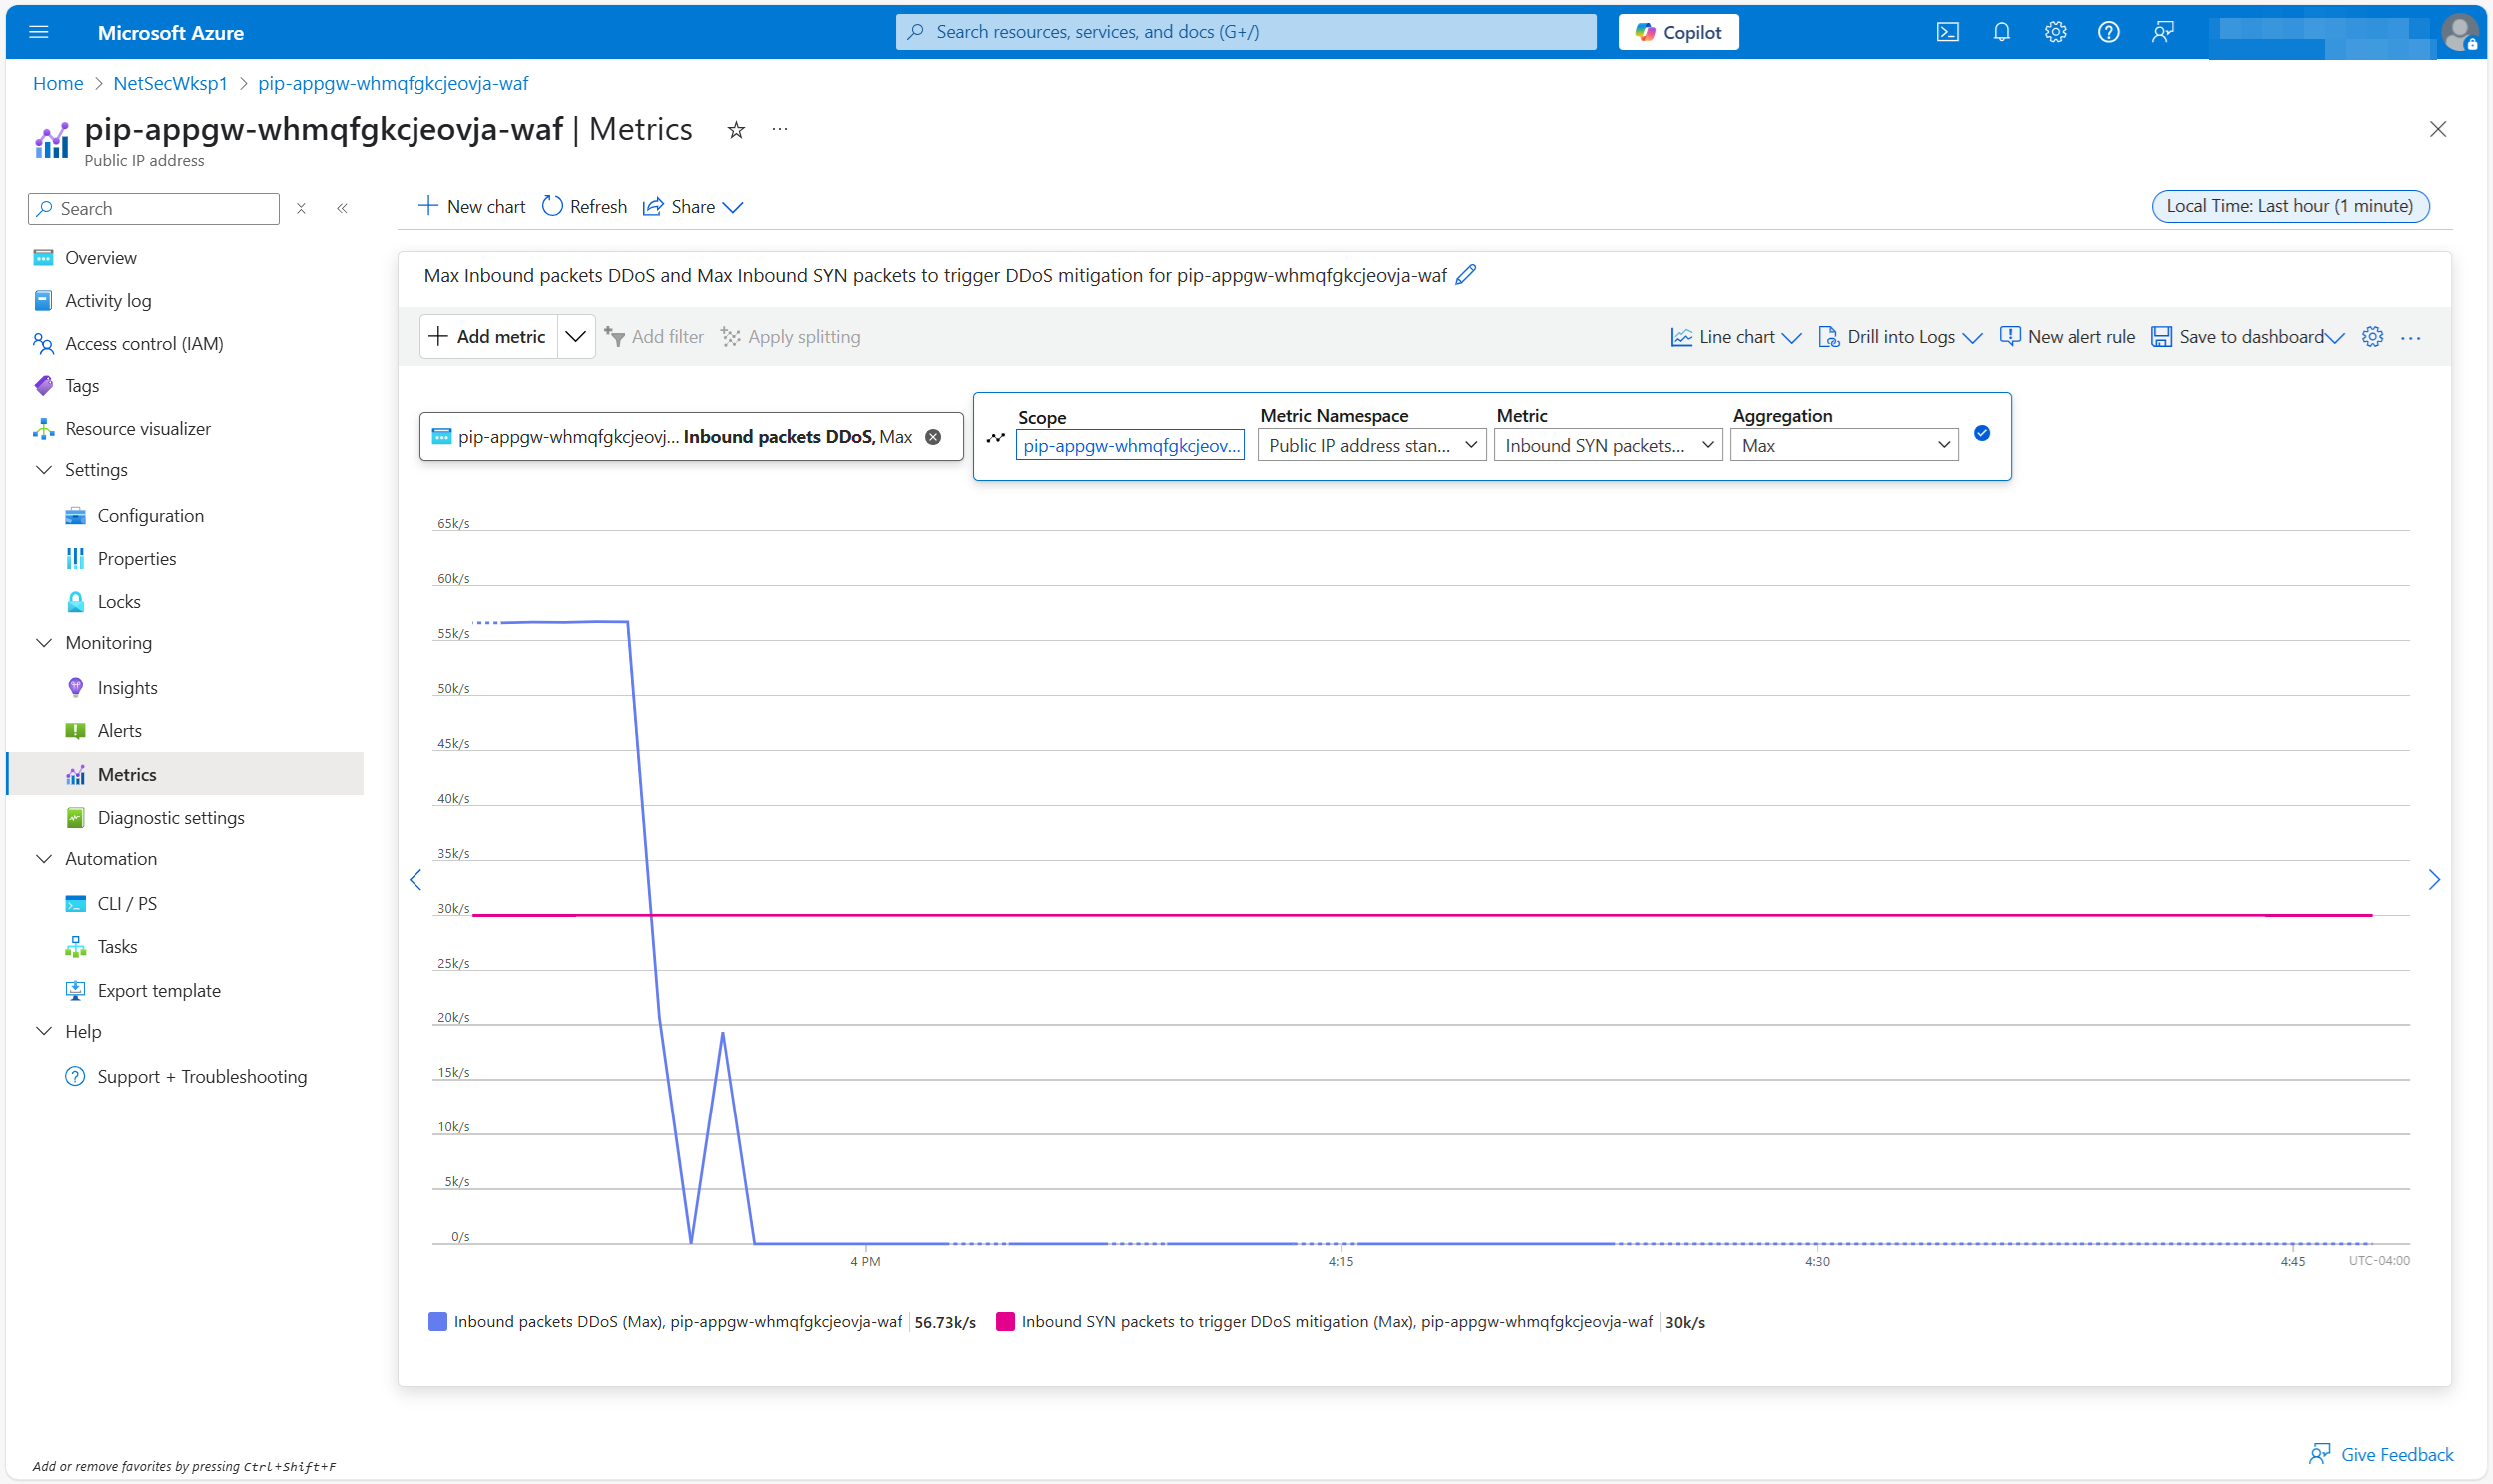 Microsoft Azure
Search resources, services, and docs (G+/)
Copilot
Home > NetSecWksp1 > pip-appgw-whmqfgkcjeovja-waf
pip-appgw-whmqfgkcjeovja-waf | Metrics
Public IP address
Search
New chart
Refresh
Share
Local Time: Last hour (1 minute)
Overview
Activity log
Access control (IAM)
Tags
Resource visualizer
Settings
Configuration
Properties
Locks
Monitoring
Insights
Alerts
Metrics
Diagnostic settings
Automation
CLI / PS
Tasks
Export template
Help
Support + Troubleshooting
Max Inbound packets DDoS and Max Inbound SYN packets to trigger DDoS mitigation for pip-appgw-whmqfgkcjeovja-waf
Add metric
Add filter
Apply splitting
Line chart
Drill into Logs
New alert rule
Save to dashboard
pip-appgw-whmqfgkcjeovj... Inbound packets DDoS, Max
Scope
pip-appgw-whmqfgkcjeov...
Metric Namespace
Public IP address stan...
Metric
Inbound SYN packets...
Aggregation
Max
65k/s
60k/s
55k/s
50k/s
45k/s
40k/s
35k/s
30k/s
25k/s
20k/s
15k/s
10k/s
5k/s
0/s
4 PM
4:15
4:30
4:45
UTC-04:00
Inbound packets DDoS (Max), pip-appgw-whmqfgkcjeovja-waf | 56.73k/s
Inbound SYN packets to trigger DDoS mitigation (Max), pip-appgw-whmqfgkcjeovja-waf | 30k/s
Add or remove favorites by pressing Ctrl+Shift+F
Give Feedback